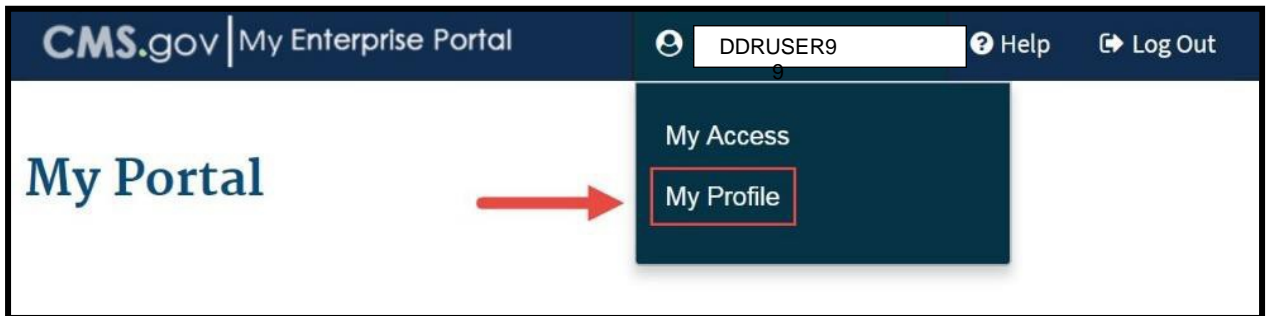 CMS.gov My Enterprise Portal DDRUSER9 Help Log Out
9
My Access
My Portal
My Profile